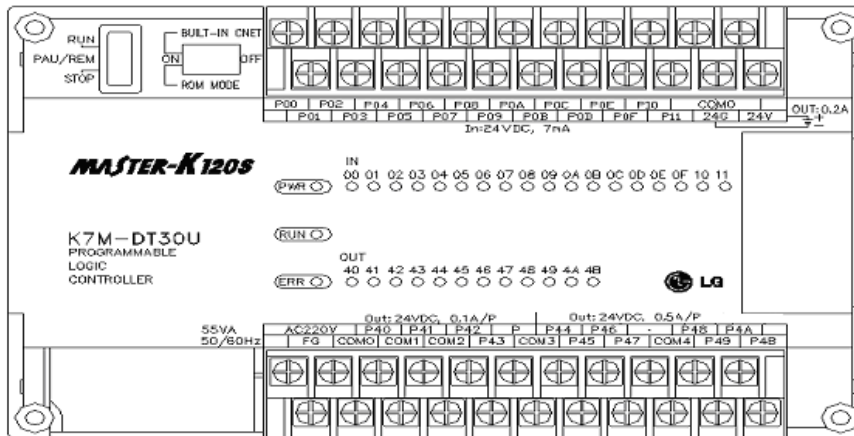 RUN
PAU/REM
STOP
BUILT-IN CNET
ON OFF
ROM MODE
P00 P02 P04 P06 P08 P0A P0C P0E P10 COM0
P01 P03 P05 P07 P09 P0B P0D P0F P11 24G 24V
OUT:0.2A
In:24VDC, 7mA
MASTER-K120S
IN
00 01 02 03 04 05 06 07 08 09 0A 0B 0C 0D 0E 0F 10 11
PWR
K7M-DT30U
PROGRAMMABLE
LOGIC
CONTROLLER
RUN
OUT
40 41 42 43 44 45 46 47 48 49 4A 4B
ERR
LG
Out: 24VDC, 0.1A/P Out: 24VDC, 0.5A/P
55VA
50/60Hz
AC220V P40 P41 P42 P P44 P46 - P48 P4A
FG COM0 COM1 COM2 P43 COM3 P45 P47 COM4 P49 P4B